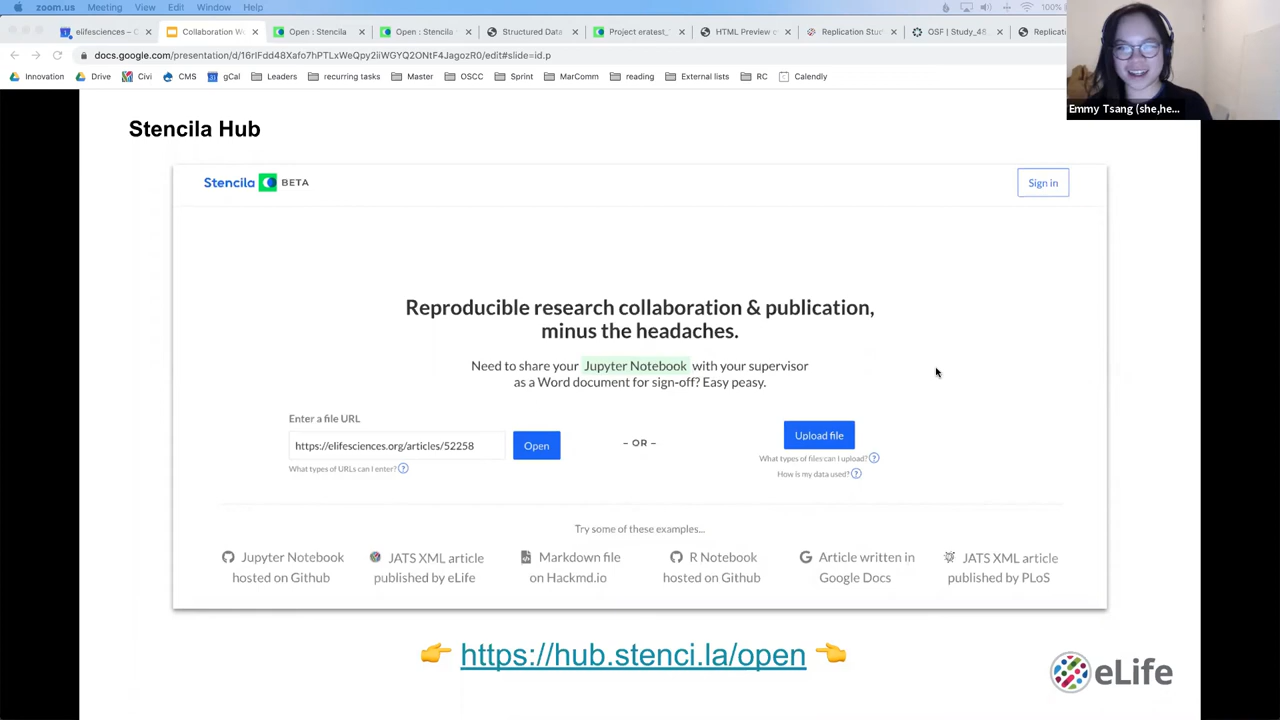 zoom.us Meeting View Edit Window Help 100%
elifesciences – C
Collaboration Wo
Open : Stencila
Open : Stencila
Structured Data
Project eratest_
HTML Preview c
Replication Stud
OSF | Study_48
Replicatio
docs.google.com/presentation/d/16rIFdd48Xafo7hPTLxWeQpy2iiWGYQ2ONtF4JagozR0/edit#slide=id.p
Innovation Drive Civi CMS gCal Leaders recurring tasks Master OSCC Sprint MarComm reading External lists RC Calendly
Emmy Tsang (she,he...
Stencila Hub
Stencila BETA
Sign in
Reproducible research collaboration & publication,
minus the headaches.
Need to share your Jupyter Notebook with your supervisor
as a Word document for sign-off? Easy peasy.
Enter a file URL
https://elifesciences.org/articles/52258
Open
What types of URLs can I enter?
– OR –
Upload file
What types of files can I upload?
How is my data used?
Try some of these examples...
Jupyter Notebook
hosted on Github
JATS XML article
published by eLife
Markdown file
on Hackmd.io
R Notebook
hosted on Github
Article written in
Google Docs
JATS XML article
published by PLoS
https://hub.stenci.la/open
eLife